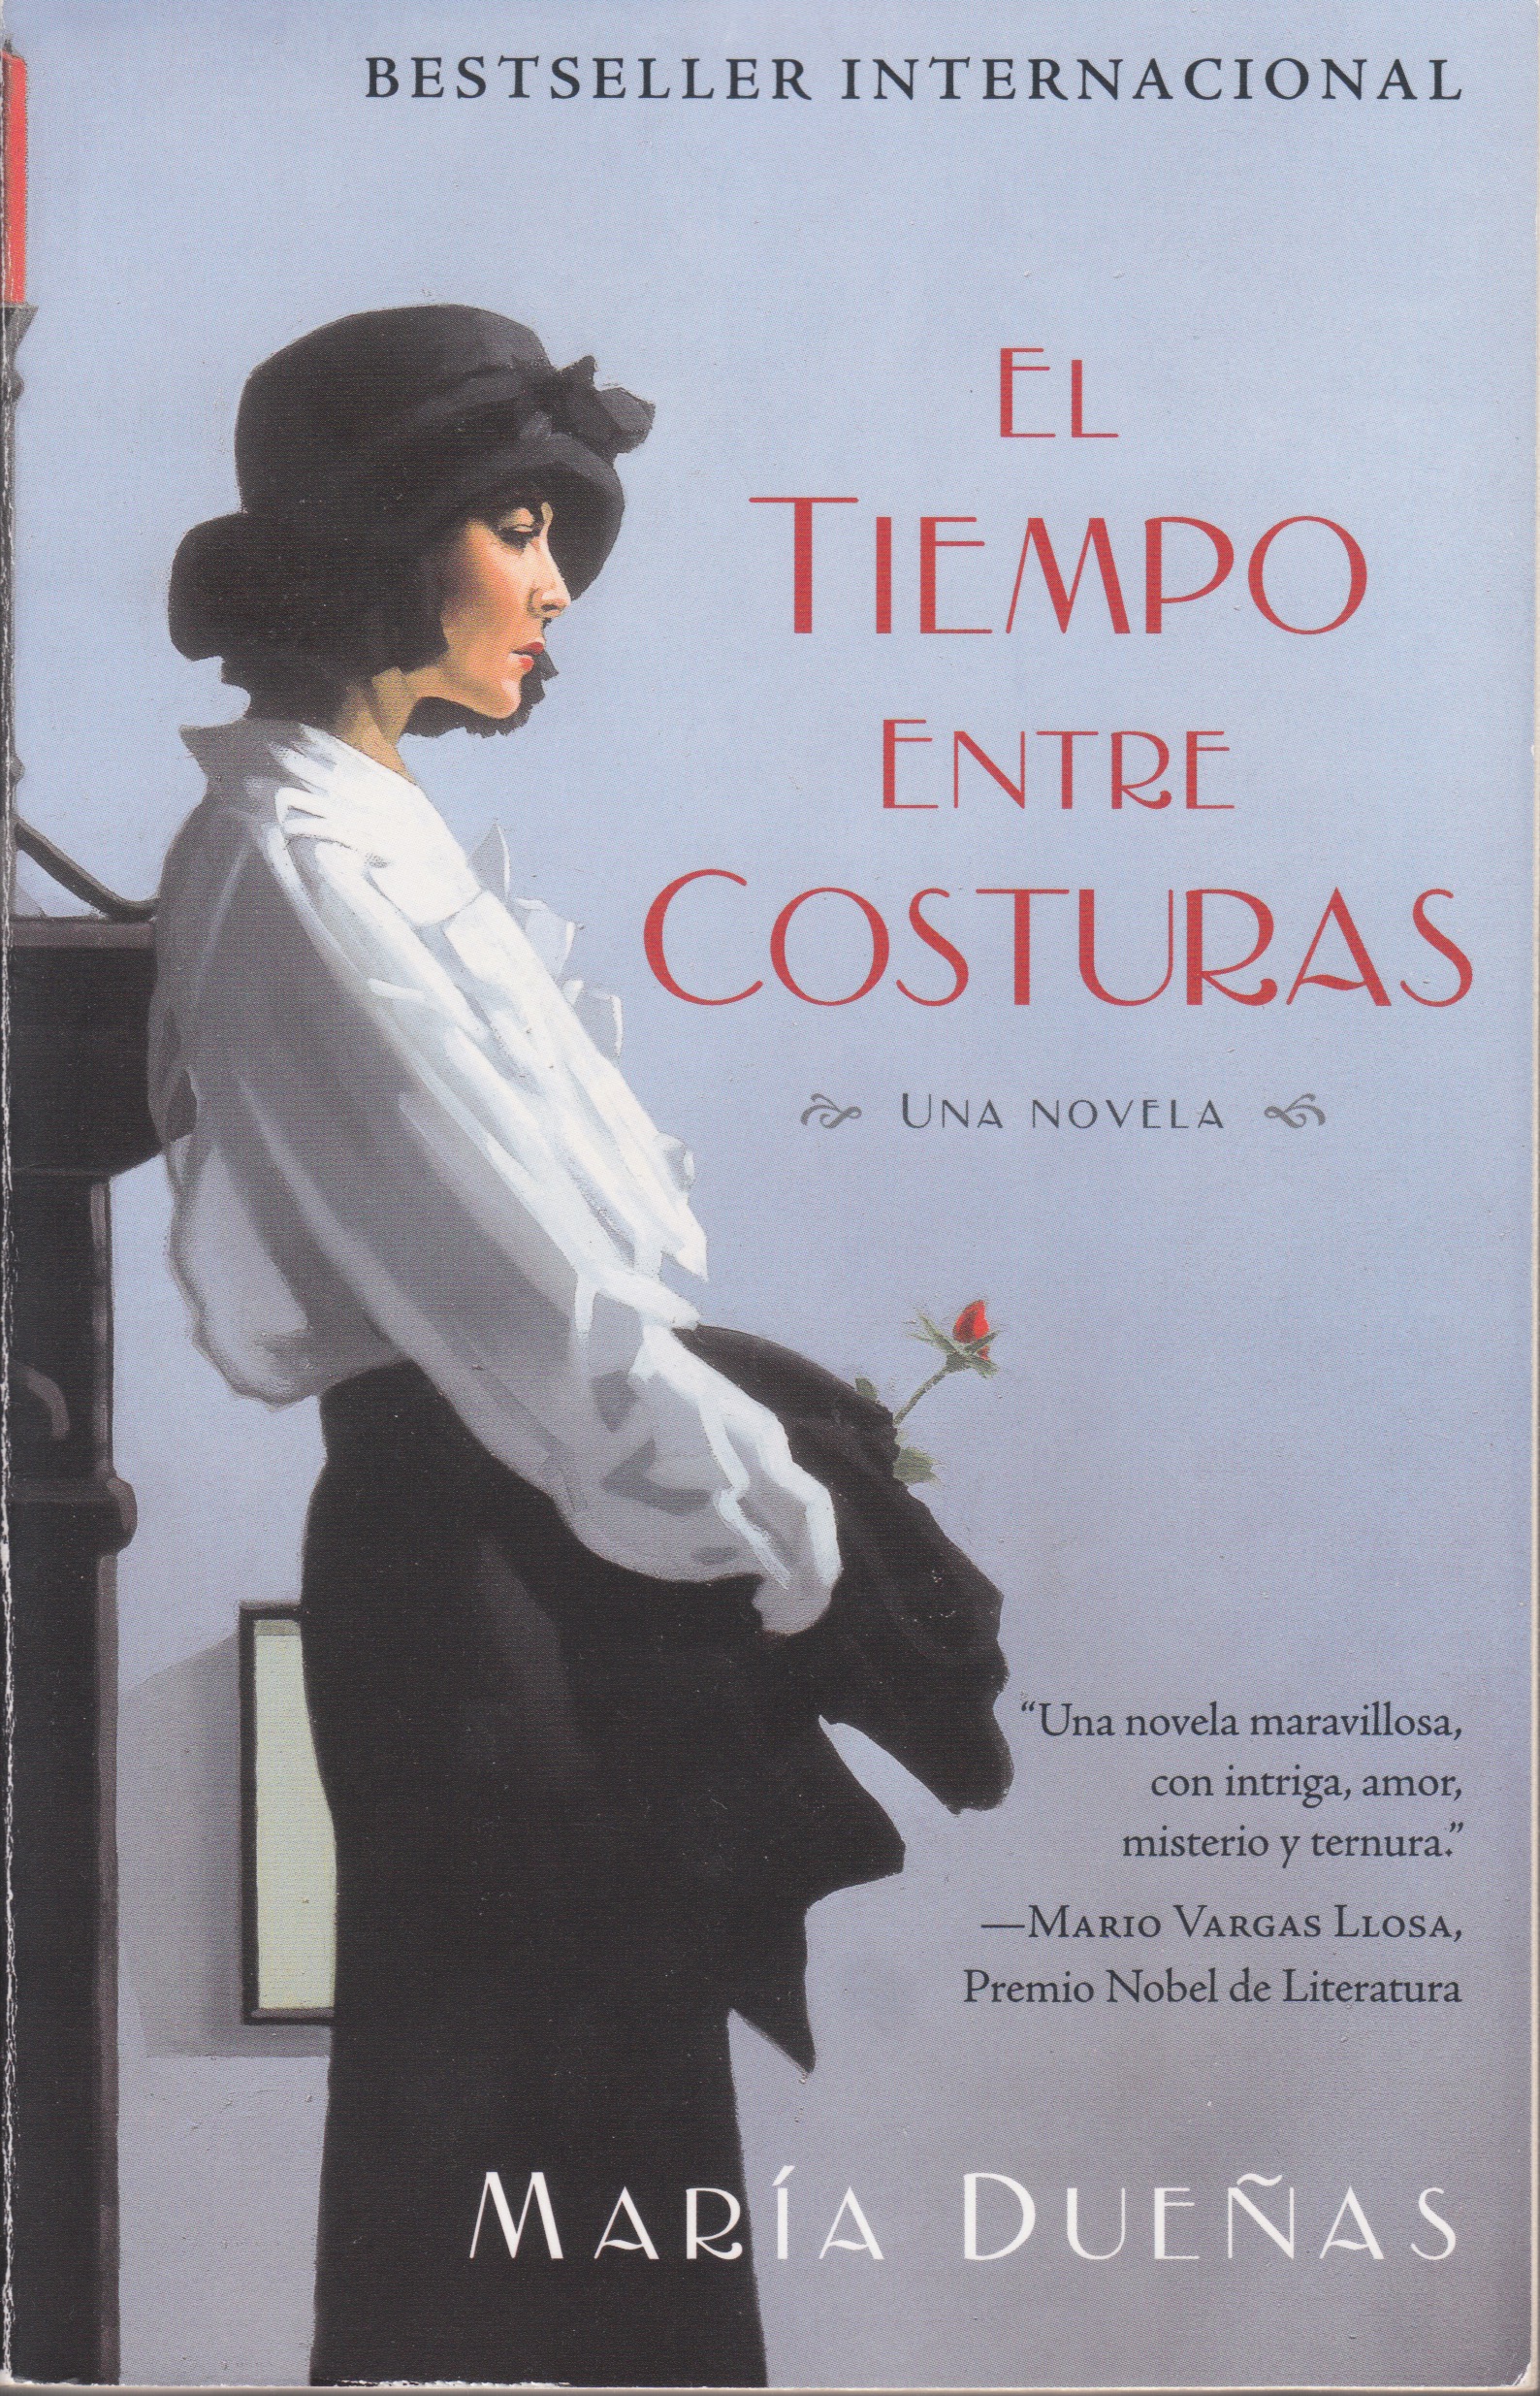 BESTSELLER INTERNACIONAL
EL
TIEMPO
ENTRE
COSTURAS
UNA NOVELA
“Una novela maravillosa,
con intriga, amor,
misterio y ternura.”
—MARIO VARGAS LLOSA,
Premio Nobel de Literatura
MARÍA DUEÑAS